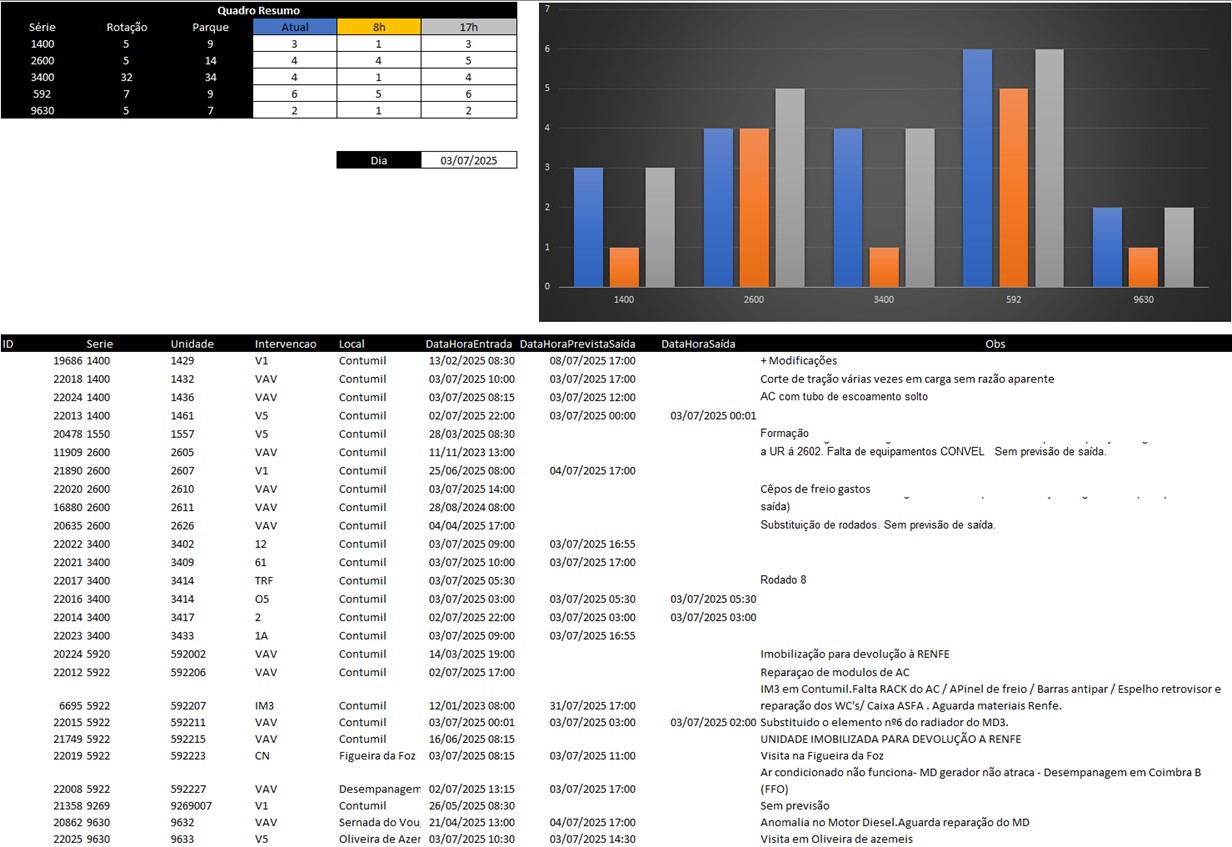 Quadro Resumo
Série Rotação Parque Atual 8h 17h
1400 5 9 3 1 3
2600 5 14 4 4 5
3400 32 34 4 1 4
592 7 9 6 5 6
9630 5 7 2 1 2
Dia 03/07/2025
7
6
5
4
3
2
1
0
1400 2600 3400 592 9630
ID Serie Unidade Intervencao Local DataHoraEntrada DataHoraPrevistaSaída DataHoraSaída Obs
19686 1400 1429 V1 Contumil 13/02/2025 08:30 08/07/2025 17:00 + Modificações
22018 1400 1432 VAV Contumil 03/07/2025 10:00 03/07/2025 17:00 Corte de tração várias vezes em carga sem razão aparente
22024 1400 1436 VAV Contumil 03/07/2025 08:15 03/07/2025 12:00 AC com tubo de escoamento solto
22013 1400 1461 V5 Contumil 02/07/2025 22:00 03/07/2025 00:00 03/07/2025 00:01
20478 1550 1557 V5 Contumil 28/03/2025 08:30 Formação
11909 2600 2605 VAV Contumil 11/11/2023 13:00 a UR á 2602. Falta de equipamentos CONVEL Sem previsão de saída.
21890 2600 2607 V1 Contumil 25/06/2025 08:00 04/07/2025 17:00
22020 2600 2610 VAV Contumil 03/07/2025 14:00 Cêpos de freio gastos
16880 2600 2611 VAV Contumil 28/08/2024 08:00 saída)
20635 2600 2626 VAV Contumil 04/04/2025 17:00 Substituição de rodados. Sem previsão de saída.
22022 3400 3402 12 Contumil 03/07/2025 09:00 03/07/2025 16:55
22021 3400 3409 61 Contumil 03/07/2025 10:00 03/07/2025 17:00
22017 3400 3414 TRF Contumil 03/07/2025 05:30 Rodado 8
22016 3400 3414 O5 Contumil 03/07/2025 03:00 03/07/2025 05:30 03/07/2025 05:30
22014 3400 3417 2 Contumil 02/07/2025 22:00 03/07/2025 03:00 03/07/2025 03:00
22023 3400 3433 1A Contumil 03/07/2025 09:00 03/07/2025 16:55
20224 5920 592002 VAV Contumil 14/03/2025 19:00 Imobilização para devolução à RENFE
22012 5922 592206 VAV Contumil 02/07/2025 17:00 Reparaçao de modulos de AC
IM3 em Contumil.Falta RACK do AC / APinel de freio / Barras antipar / Espelho retrovisor e
6695 5922 592207 IM3 Contumil 12/01/2023 08:00 31/07/2025 17:00 reparação dos WC's/ Caixa ASFA . Aguarda materiais Renfe.
22015 5922 592211 VAV Contumil 03/07/2025 00:01 03/07/2025 03:00 03/07/2025 02:00 Substituido o elemento nº6 do radiador do MD3.
21749 5922 592215 VAV Contumil 16/06/2025 08:15 UNIDADE IMOBILIZADA PARA DEVOLUÇÃO A RENFE
22019 5922 592223 CN Figueira da Foz 03/07/2025 08:15 03/07/2025 11:00 Visita na Figueira da Foz
Ar condicionado não funciona- MD gerador não atraca - Desempanagem em Coimbra B
22008 5922 592227 VAV Desempanagem 02/07/2025 13:15 03/07/2025 17:00 (FFO)
21358 9269 9269007 V1 Contumil 26/05/2025 08:30 Sem previsão
20862 9630 9632 VAV Sernada do Vou 21/04/2025 13:00 04/07/2025 17:00 Anomalia no Motor Diesel.Aguarda reparação do MD
22025 9630 9633 V5 Oliveira de Azer 03/07/2025 10:30 03/07/2025 14:30 Visita em Oliveira de azemeis